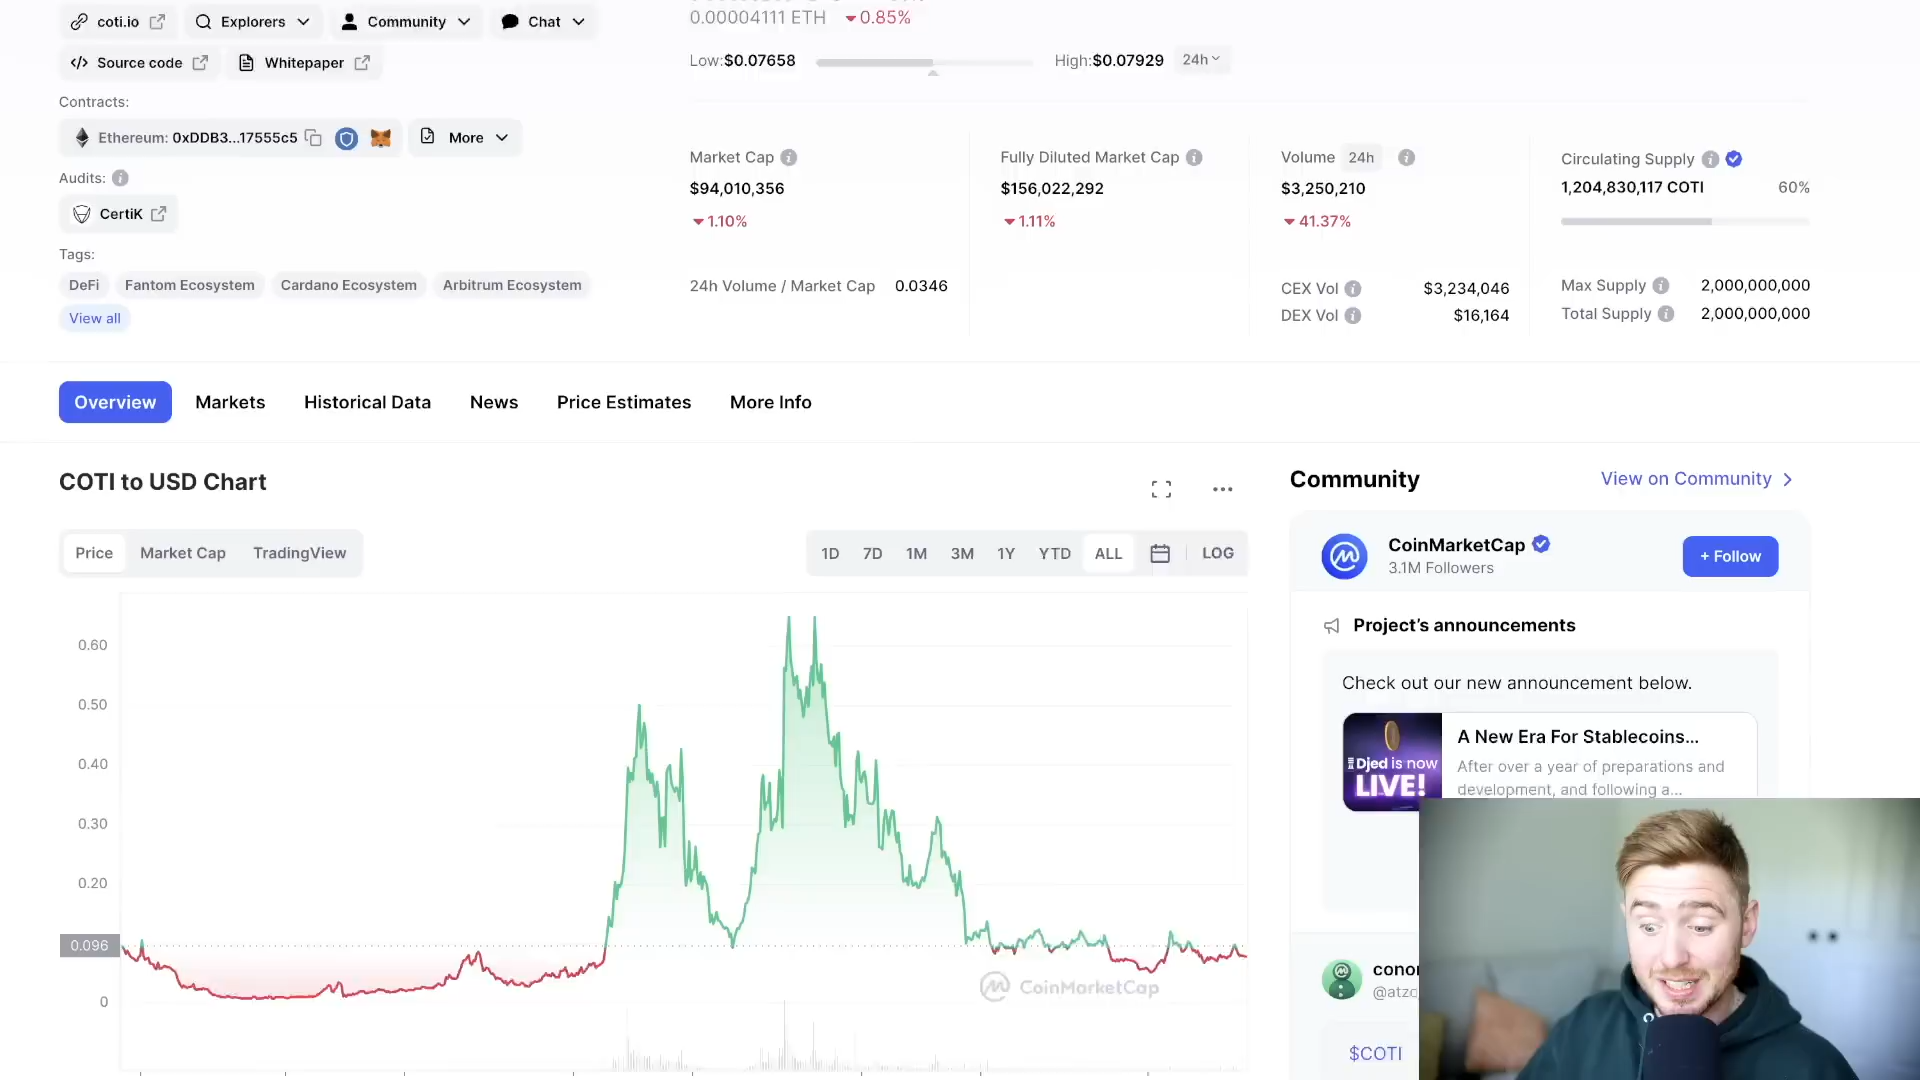 coti.io
Explorers
Community
Chat
Source code
Whitepaper
Contracts:
Ethereum: 0xDDB3...17555c5
More
Audits:
CertiK
Tags:
DeFi
Fantom Ecosystem
Cardano Ecosystem
Arbitrum Ecosystem
View all
0.00004111 ETH
0.85%
Low:$0.07658
High:$0.07929
24h
Market Cap
$94,010,356
1.10%
24h Volume / Market Cap 0.0346
Fully Diluted Market Cap
$156,022,292
1.11%
Volume 24h
$3,250,210
41.37%
CEX Vol $3,234,046
DEX Vol $16,164
Circulating Supply
1,204,830,117 COTI 60%
Max Supply 2,000,000,000
Total Supply 2,000,000,000
Overview
Markets
Historical Data
News
Price Estimates
More Info
COTI to USD Chart
Price
Market Cap
TradingView
1D
7D
1M
3M
1Y
YTD
ALL
LOG
0.60
0.50
0.40
0.30
0.20
0.096
0
CoinMarketCap
Community
View on Community
CoinMarketCap
3.1M Followers
+ Follow
Project’s announcements
Check out our new announcement below.
Djed is now
LIVE!
A New Era For Stablecoins...
After over a year of preparations and
development, and following a...
$COTI